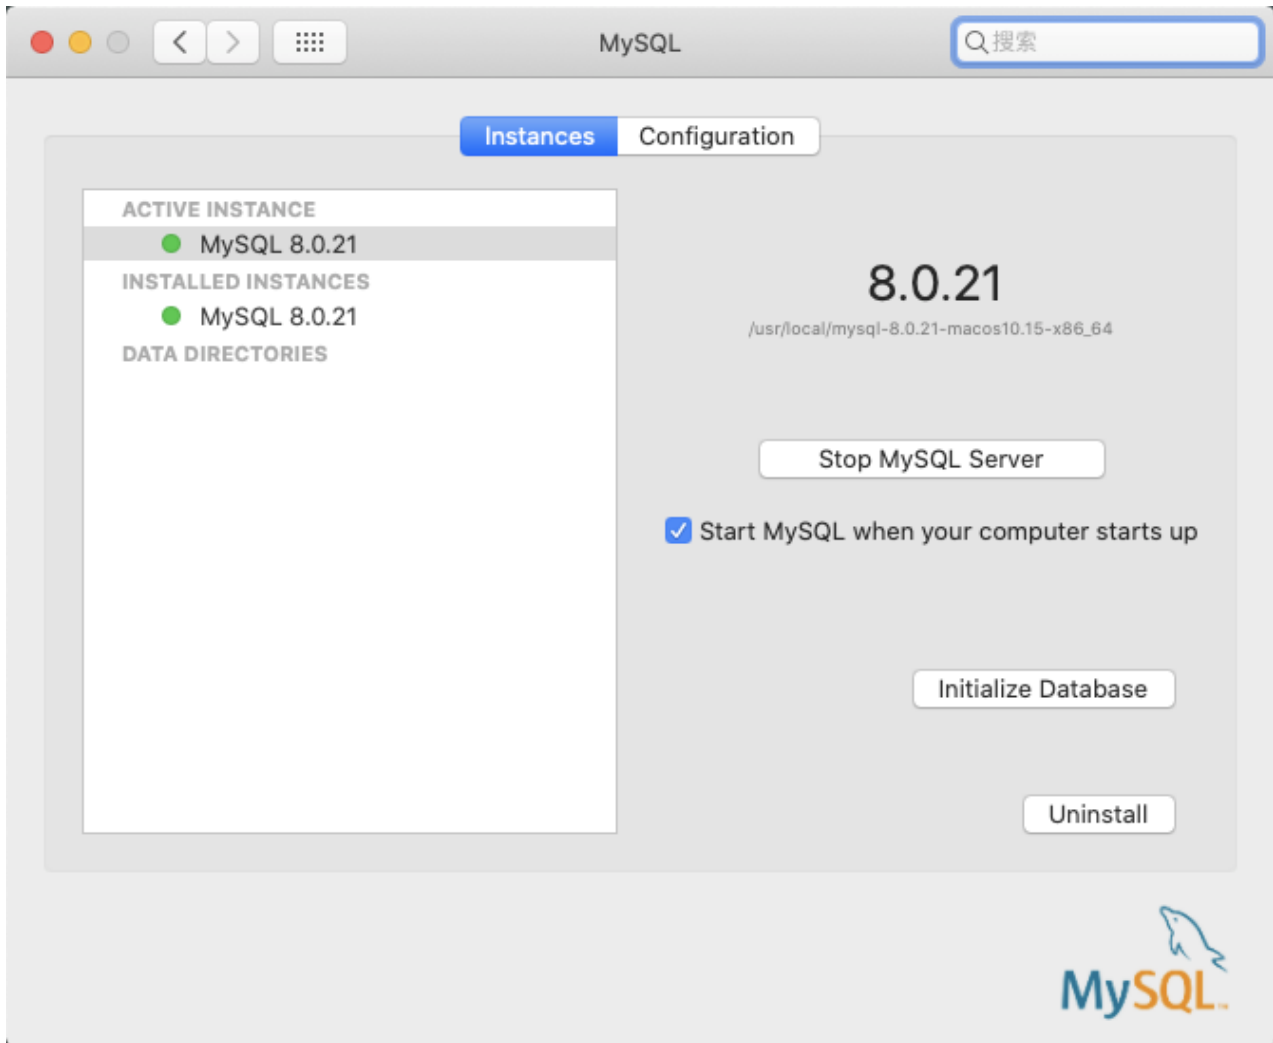 MySQL
搜索
Instances
Configuration
ACTIVE INSTANCE
MySQL 8.0.21
INSTALLED INSTANCES
MySQL 8.0.21
DATA DIRECTORIES
8.0.21
/usr/local/mysql-8.0.21-macos10.15-x86_64
Stop MySQL Server
Start MySQL when your computer starts up
Initialize Database
Uninstall
MySQL™